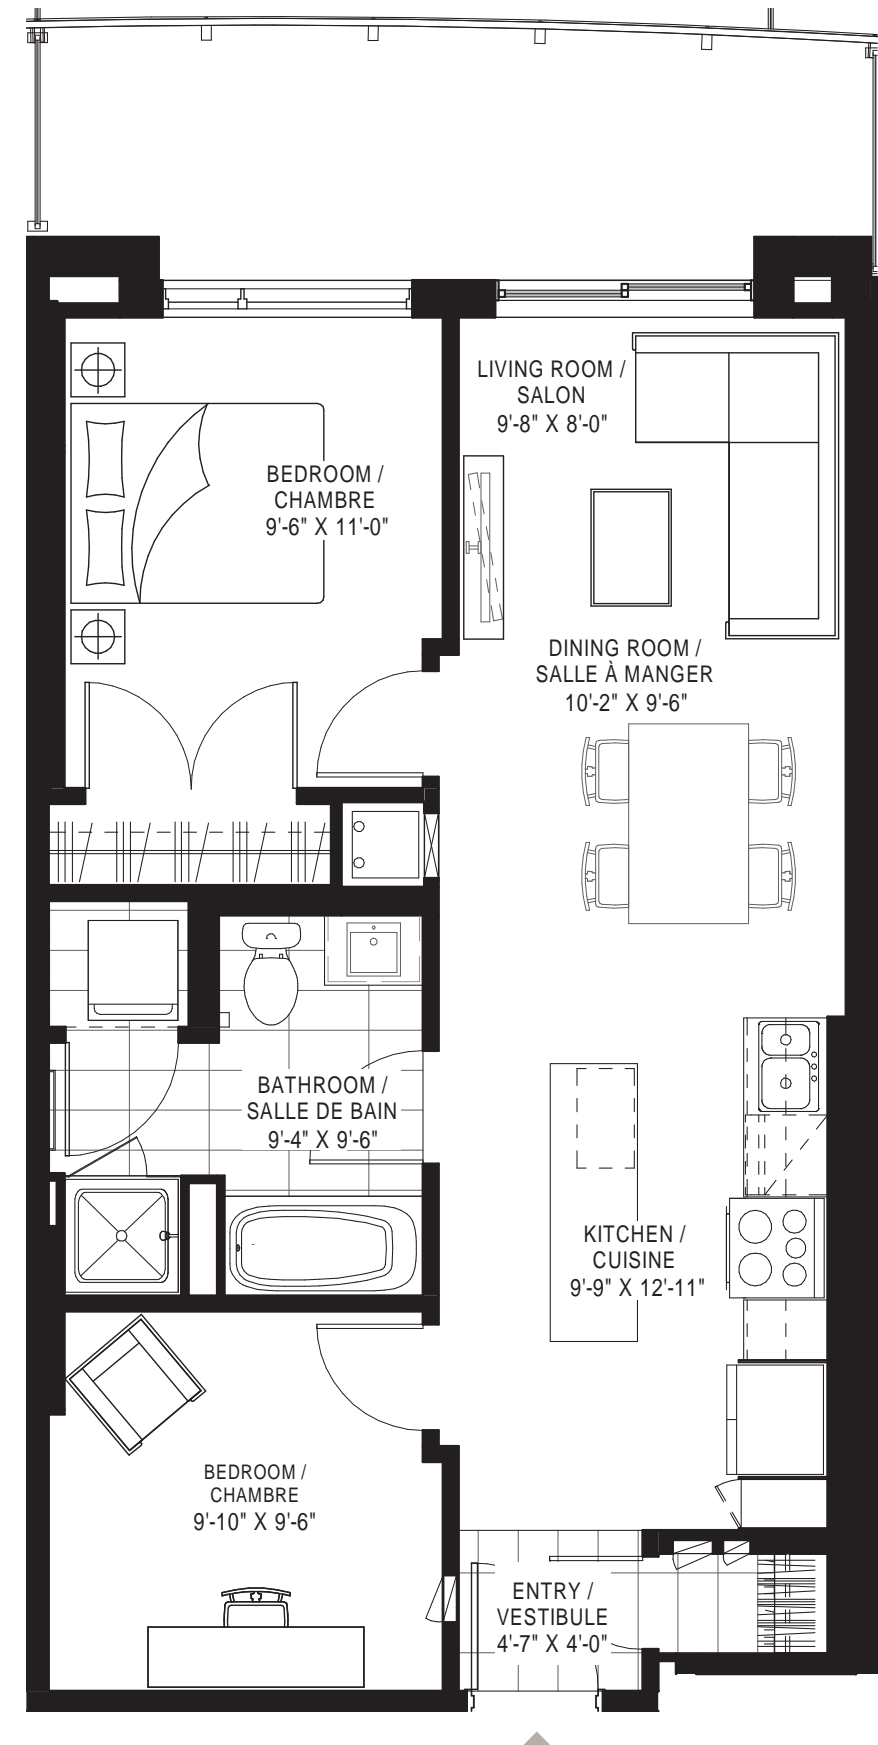 LIVING ROOM /
SALON
9'-8" X 8'-0"
BEDROOM /
CHAMBRE
9'-6" X 11'-0"
DINING ROOM /
SALLE À MANGER
10'-2" X 9'-6"
BATHROOM /
SALLE DE BAIN
9'-4" X 9'-6"
KITCHEN /
CUISINE
9'-9" X 12'-11"
BEDROOM /
CHAMBRE
9'-10" X 9'-6"
ENTRY /
VESTIBULE
4'-7" X 4'-0"